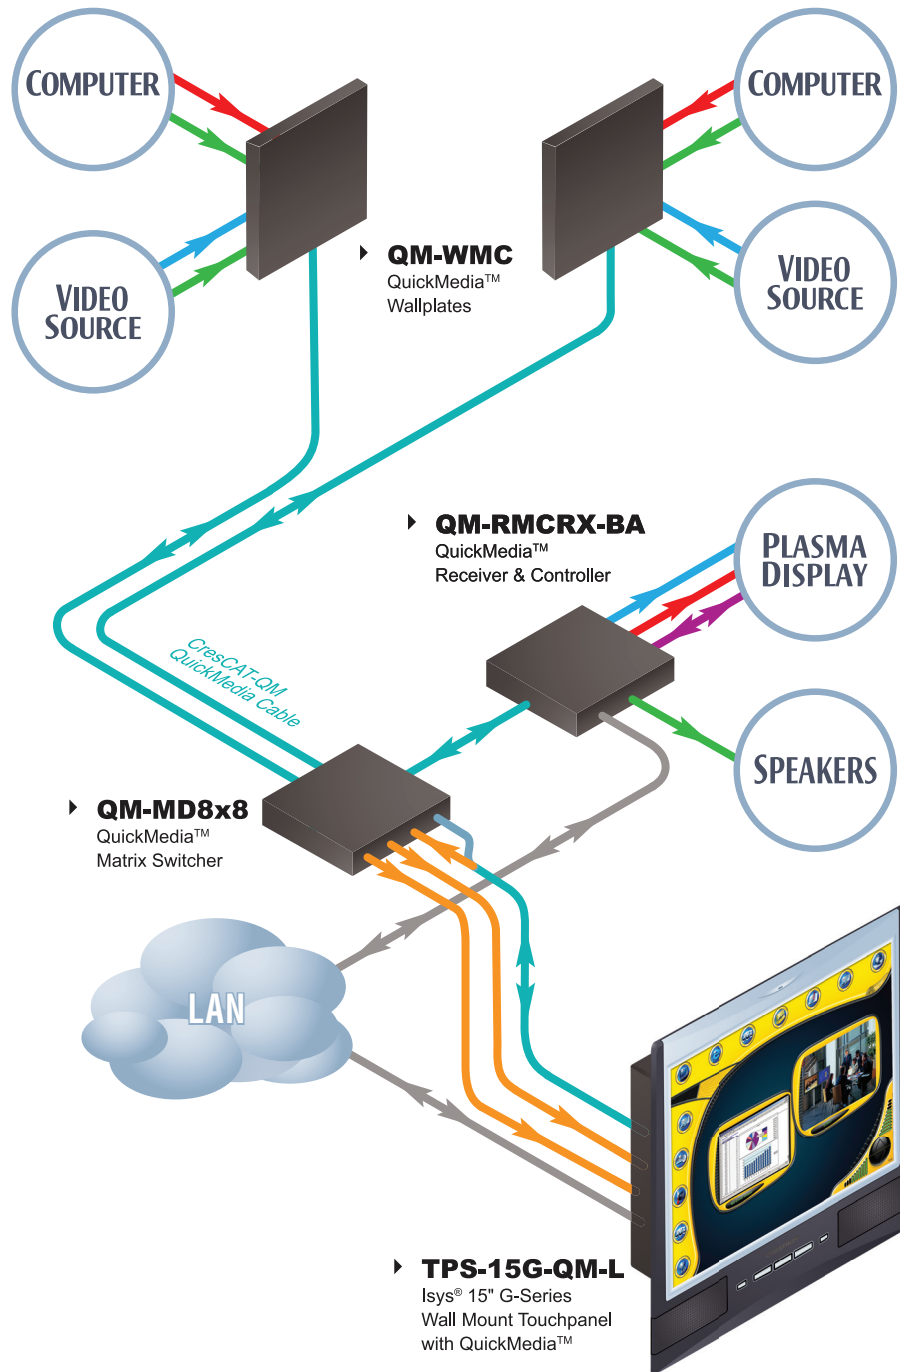 COMPUTER
COMPUTER
VIDEO
SOURCE
VIDEO
SOURCE
QM-WMC
QuickMedia™
Wallplates
QM-RMCRX-BA
QuickMedia™
Receiver & Controller
PLASMA
DISPLAY
SPEAKERS
CresCAT-QM
QuickMedia Cable
QM-MD8x8
QuickMedia™
Matrix Switcher
LAN
TPS-15G-QM-L
Isys® 15" G-Series
Wall Mount Touchpanel
with QuickMedia™